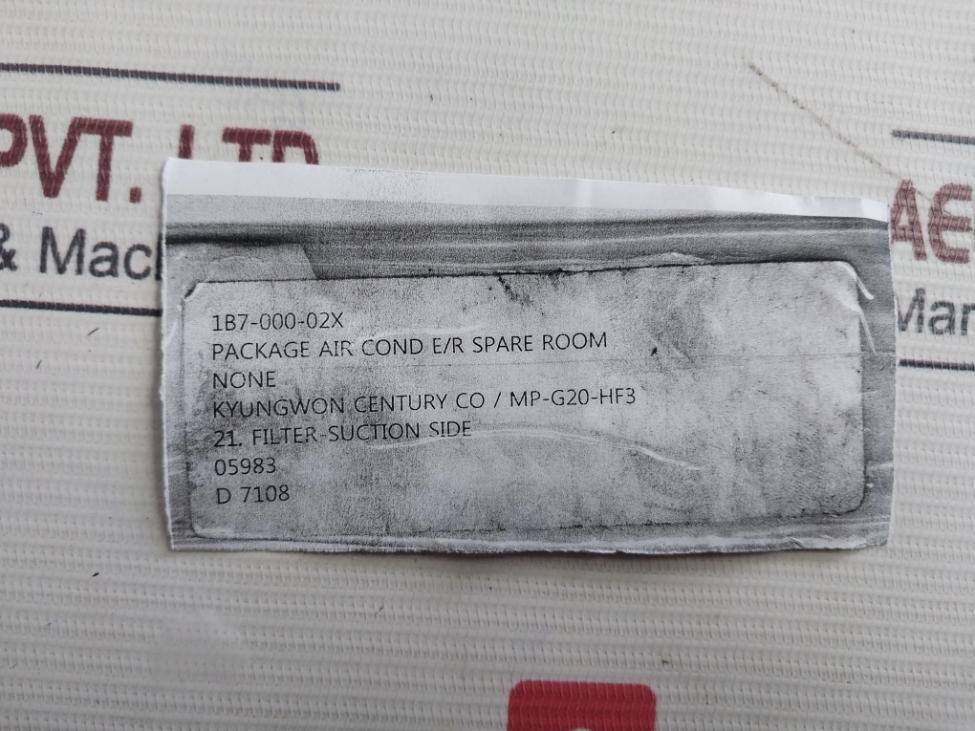 PVT. LTD
& Mac
AE
Mar
1B7-000-02X
PACKAGE AIR COND E/R SPARE ROOM
NONE
KYUNGWON CENTURY CO / MP-G20-HF3
21. FILTER-SUCTION SIDE
05983
D 7108